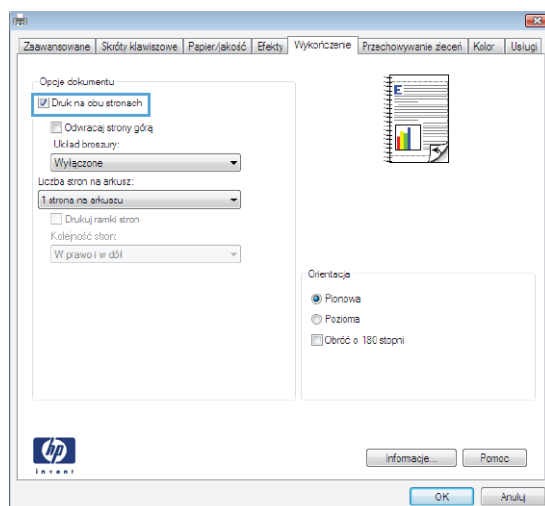 Zaawansowane Skróty klawiszowe Papier/jakość Efekty Wykończenie Przechowywanie zleceń Kolor Usługi
Opcje dokumentu
Druk na obu stronach
Odwracaj strony górą
Układ broszury:
Wyłączone
Liczba stron na arkusz:
1 strona na arkuszu
Drukuj ramki stron
Kolejność stron:
W prawo i w dół
E
Orientacja
Pionowa
Pozioma
Obróć o 180 stopni
hp
invent
Informacje...
Pomoc
OK
Anuluj